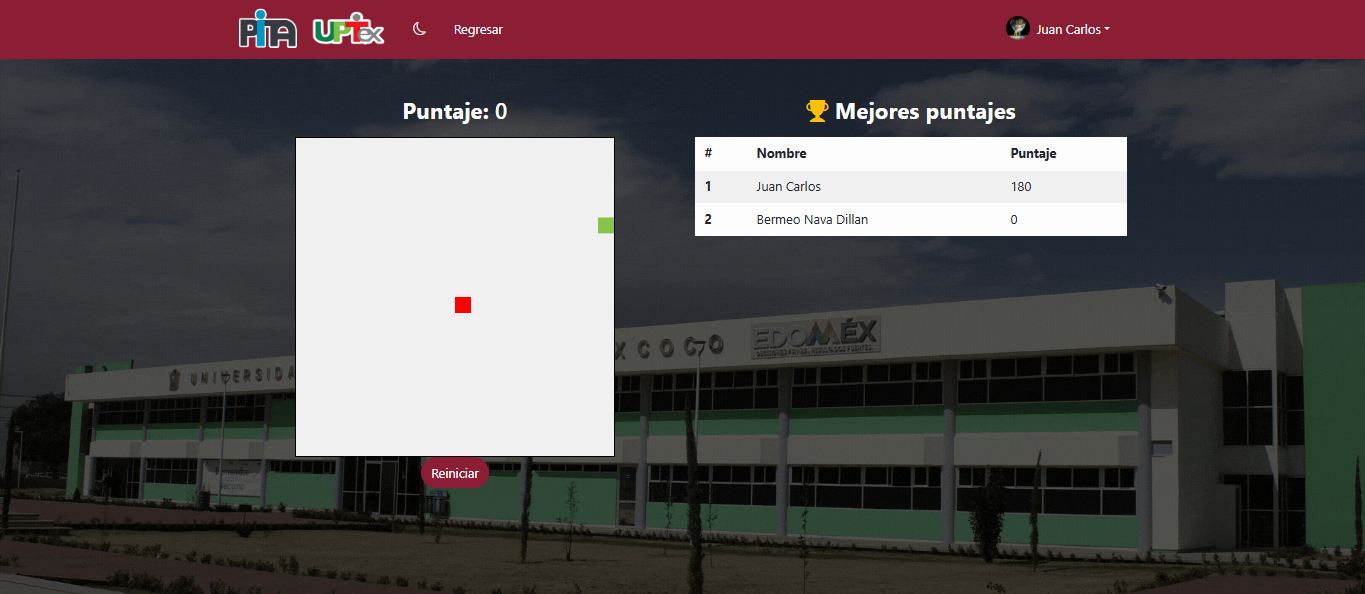 PiTA UPTex Regresar Juan Carlos
Puntaje: 0
Mejores puntajes
# Nombre Puntaje
1 Juan Carlos 180
2 Bermeo Nava Dillan 0
UNIVERSIDA XCOCO EDOMÉX
Reiniciar